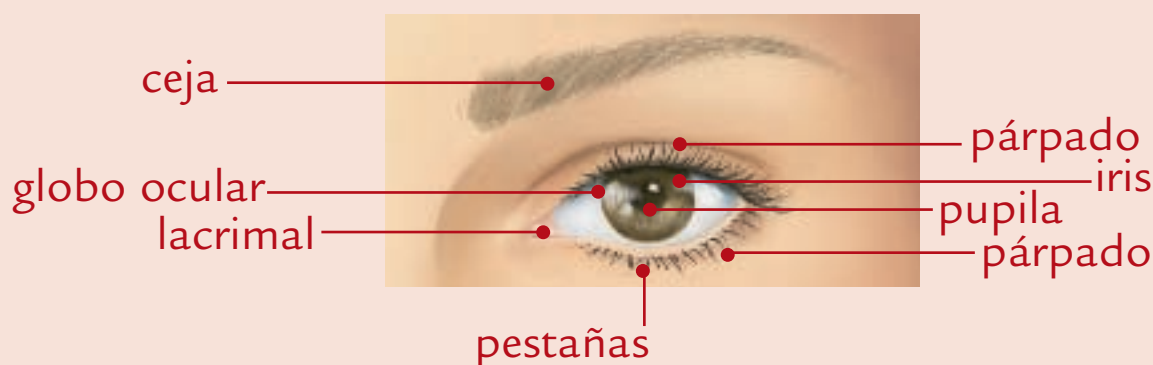 ceja
párpado
globo ocular
iris
lacrimal
pupila
párpado
pestañas